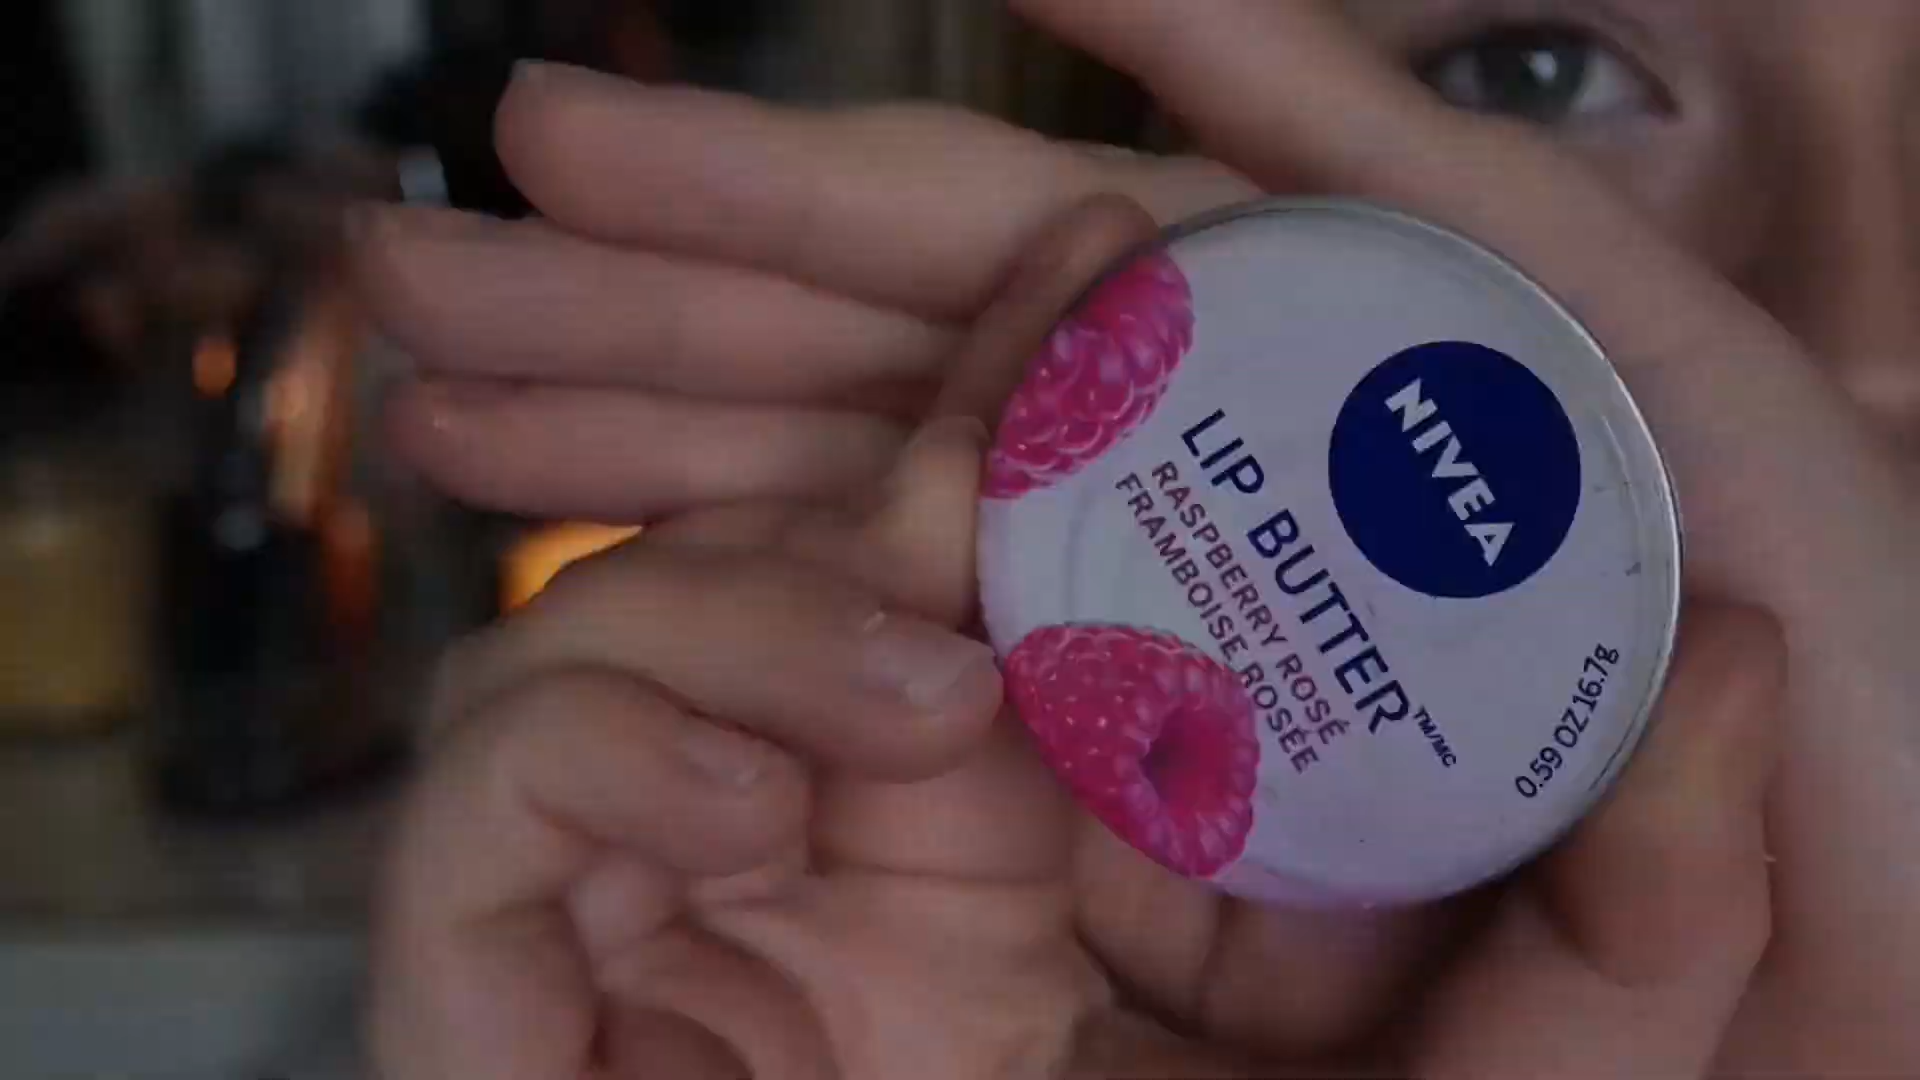 NIVEA
LIP BUTTER™/MC
RASPBERRY ROSÉ
FRAMBOISE ROSÉE
0.59 OZ 16.7g